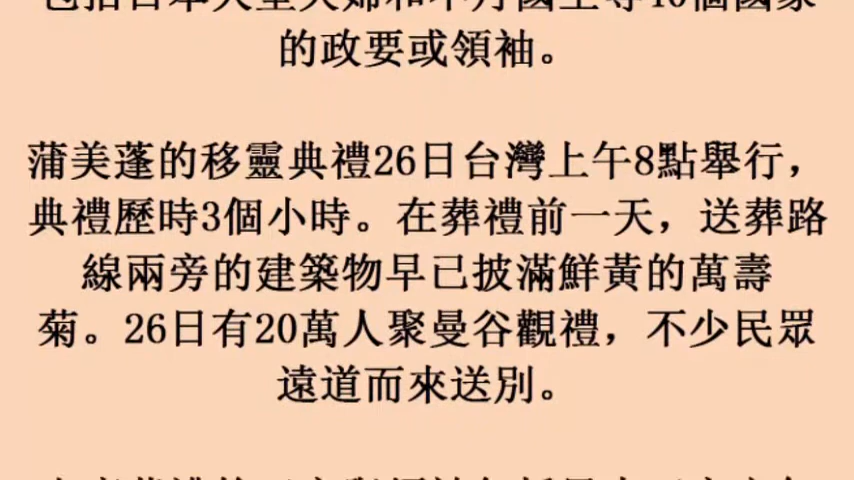 的政要或領袖。
蒲美蓬的移靈典禮26日台灣上午8點舉行，
典禮歷時3個小時。在葬禮前一天，送葬路
線兩旁的建築物早已披滿鮮黃的萬壽
菊。26日有20萬人聚曼谷觀禮，不少民眾
遠道而來送別。